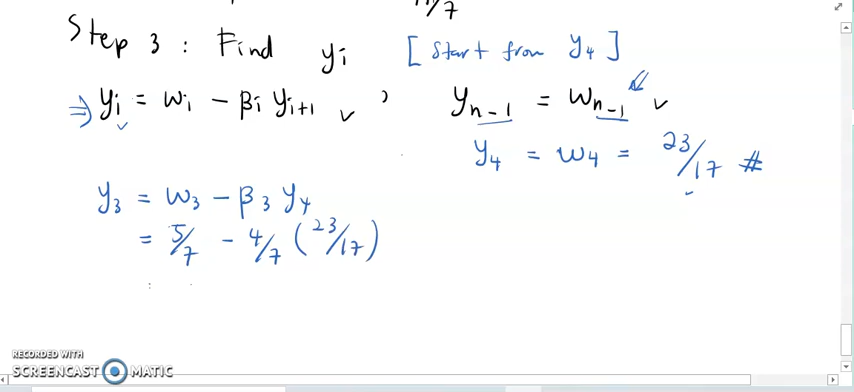 Step 3 : Find yi [ Start from y4 ]
⇒ yi = wi − βi yi+1 ✓ , yn−1 = wn−1 ✓
y4 = w4 = 23/17 #
y3 = w3 − β3 y4
= 5/7 − 4/7 (23/17)
RECORDED WITH
SCREENCAST MATIC